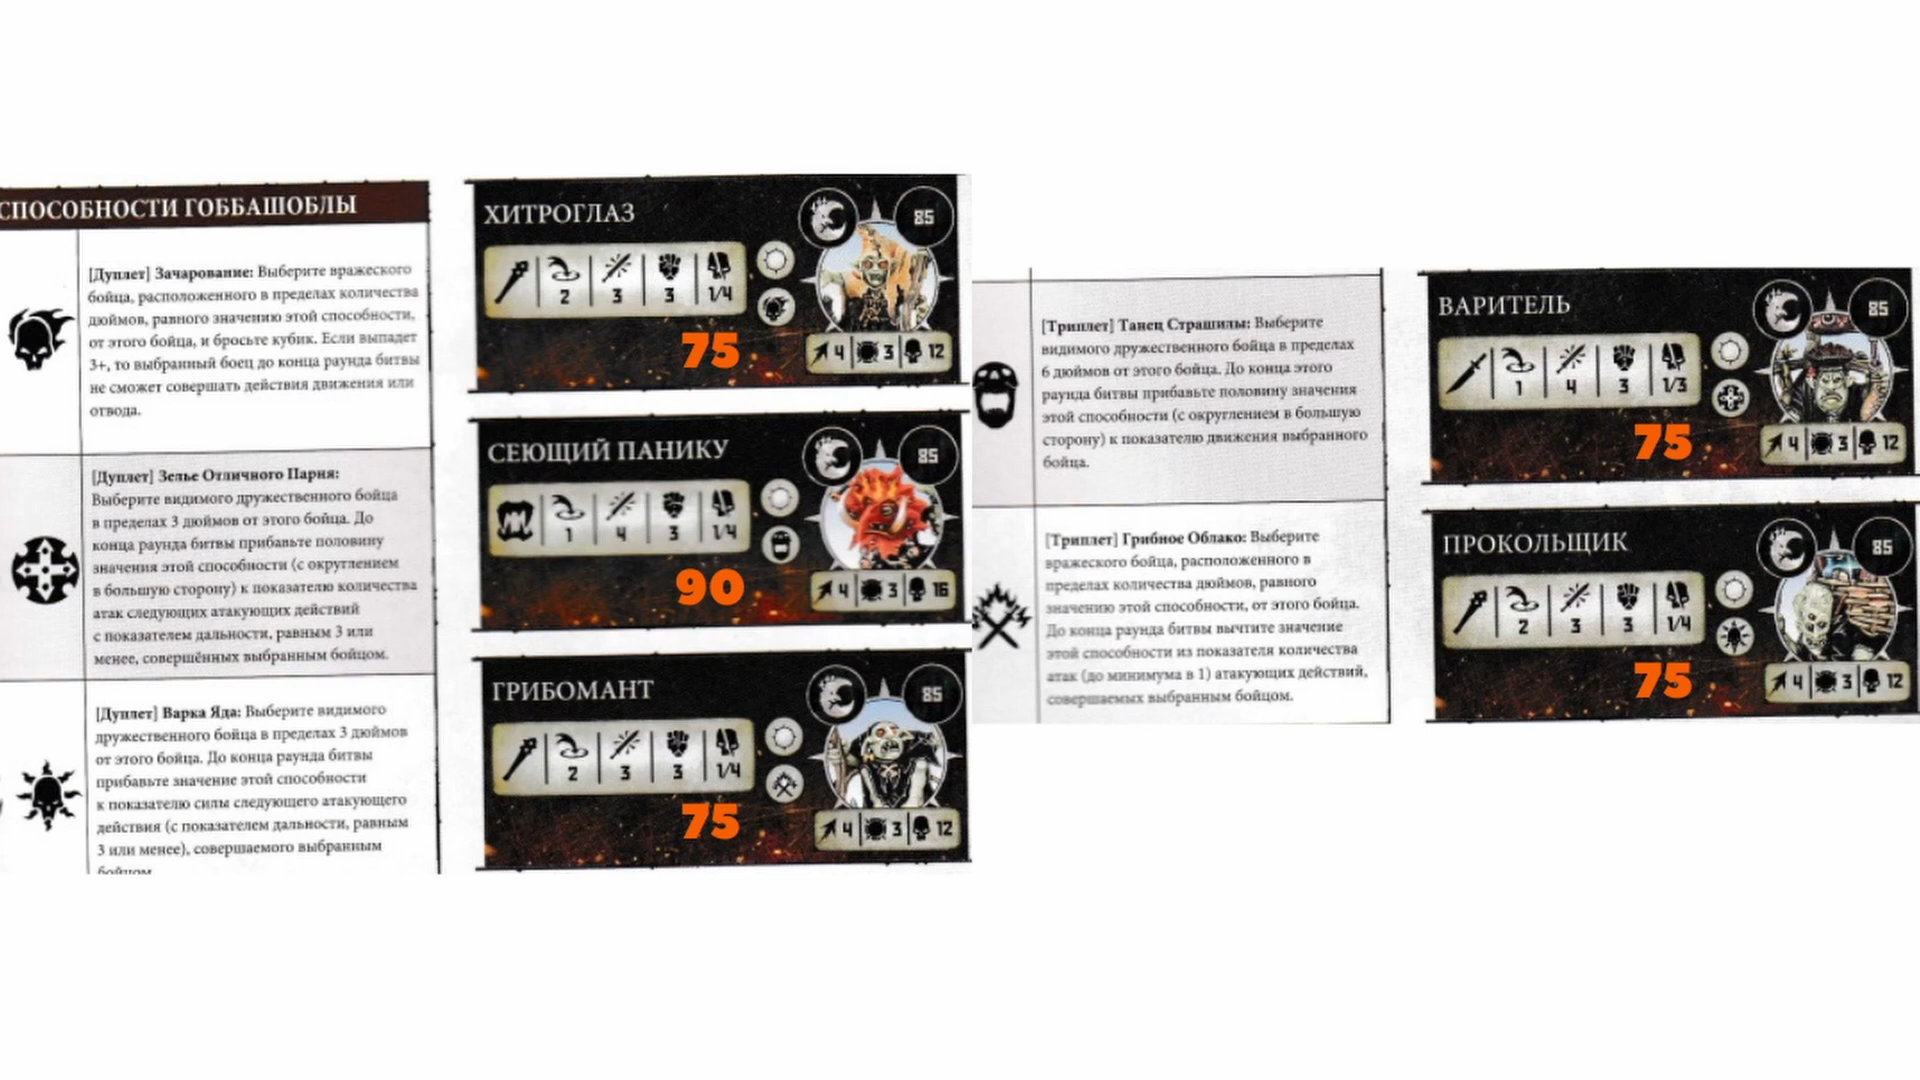 СПОСОБНОСТИ ГОББАШОБЛЫ
[Дуплет] Зачарование: Выберите вражеского
бойца, расположенного в пределах количества
дюймов, равного значению этой способности,
от этого бойца, и бросьте кубик. Если выпадет
3+, то выбранный боец до конца раунда битвы
не сможет совершать действия движения или
отвода.
[Дуплет] Зелье Отличного Парня:
Выберите видимого дружественного бойца
в пределах 3 дюймов от этого бойца. До
конца раунда битвы прибавьте половину
значения этой способности (с округлением
в большую сторону) к показателю количества
атак следующих атакующих действий
с показателем дальности, равным 3 или
менее, совершённых выбранным бойцом.
[Дуплет] Варка Яда: Выберите видимого
дружественного бойца в пределах 3 дюймов
от этого бойца. До конца раунда битвы
прибавьте значение этой способности
к показателю силы следующего атакующего
действия (с показателем дальности, равным
3 или менее), совершаемого выбранным
бойцом.
ХИТРОГЛАЗ
85
2 3 3 1/4
75
4 3 12
СЕЮЩИЙ ПАНИКУ
85
1 4 3 1/4
90
4 3 16
ГРИБОМАНТ
85
2 3 3 1/4
75
4 3 12
[Триплет] Танец Страшилы: Выберите
видимого дружественного бойца в пределах
6 дюймов от этого бойца. До конца этого
раунда битвы прибавьте половину значения
этой способности (с округлением в большую
сторону) к показателю движения выбранного
бойца.
[Триплет] Грибное Облако: Выберите
вражеского бойца, расположенного в
пределах количества дюймов, равного
значению этой способности, от этого бойца.
До конца раунда битвы вычтите значение
этой способности из показателя количества
атак (до минимума в 1) атакующих действий,
совершаемых выбранным бойцом.
ВАРИТЕЛЬ
85
1 4 3 1/3
75
4 3 12
ПРОКОЛЬЩИК
85
2 3 3 1/4
75
4 3 12